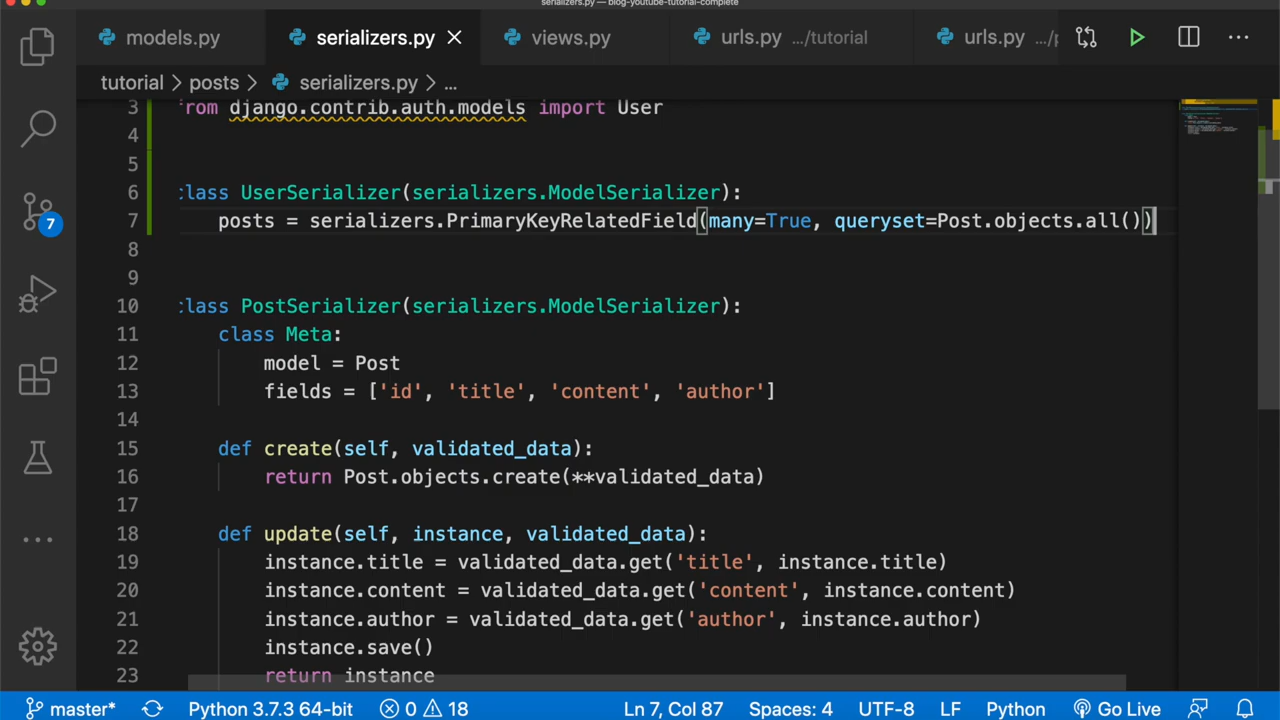 serializers.py — blog-youtube-tutorial-complete
models.py serializers.py views.py urls.py .../tutorial urls.py .../p
tutorial > posts > serializers.py > ...
3 from django.contrib.auth.models import User
4
5
6 class UserSerializer(serializers.ModelSerializer):
7 posts = serializers.PrimaryKeyRelatedField(many=True, queryset=Post.objects.all())
8
9
10 class PostSerializer(serializers.ModelSerializer):
11 class Meta:
12 model = Post
13 fields = ['id', 'title', 'content', 'author']
14
15 def create(self, validated_data):
16 return Post.objects.create(**validated_data)
17
18 def update(self, instance, validated_data):
19 instance.title = validated_data.get('title', instance.title)
20 instance.content = validated_data.get('content', instance.content)
21 instance.author = validated_data.get('author', instance.author)
22 instance.save()
23 return instance
7
master* Python 3.7.3 64-bit 0 18 Ln 7, Col 87 Spaces: 4 UTF-8 LF Python Go Live